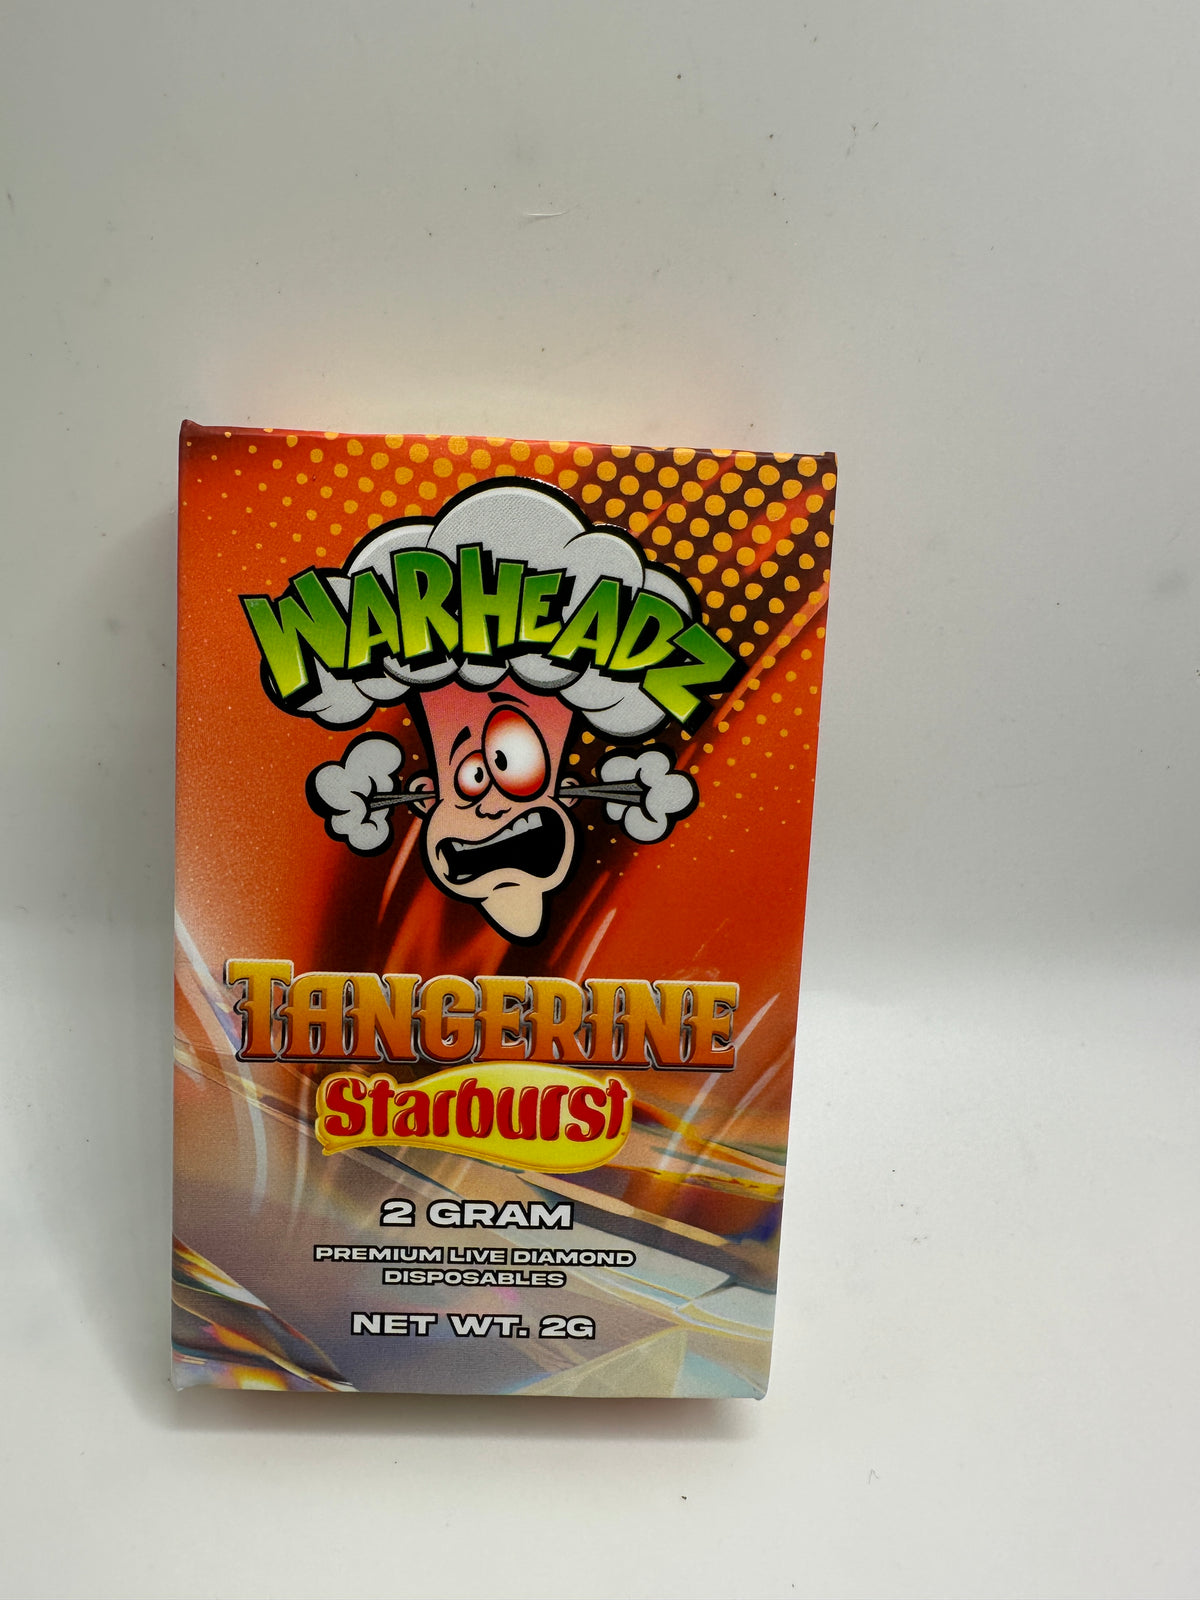 WARHEADZ
TANGERINE
Starburst
2 GRAM
PREMIUM LIVE DIAMOND
DISPOSABLES
NET WT. 2G